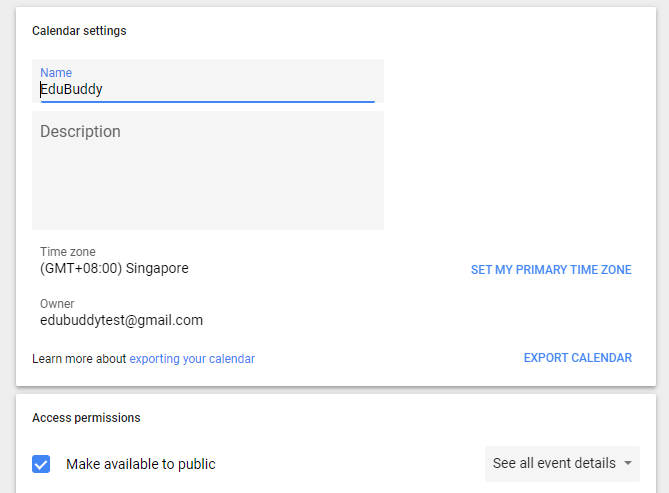 Calendar settings
Name
EduBuddy
Description
Time zone
(GMT+08:00) Singapore
SET MY PRIMARY TIME ZONE
Owner
edubuddytest@gmail.com
Learn more about exporting your calendar
EXPORT CALENDAR
Access permissions
Make available to public
See all event details